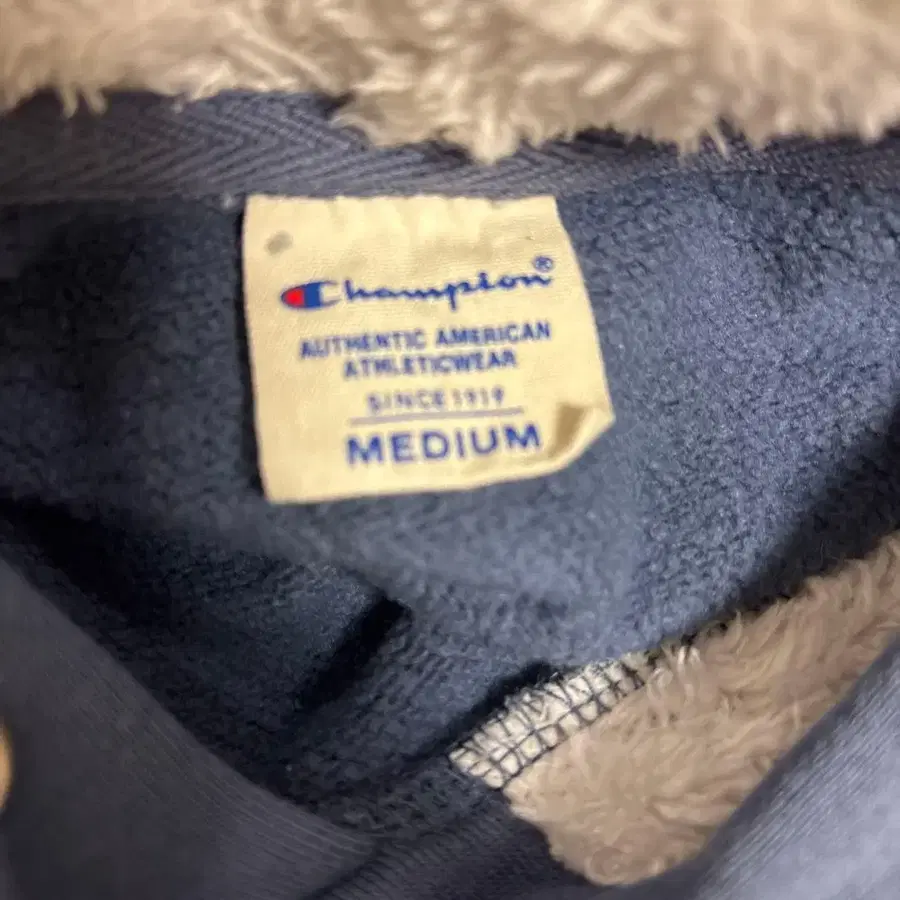 Champion®
AUTHENTIC AMERICAN
ATHLETICWEAR
SINCE 1919
MEDIUM